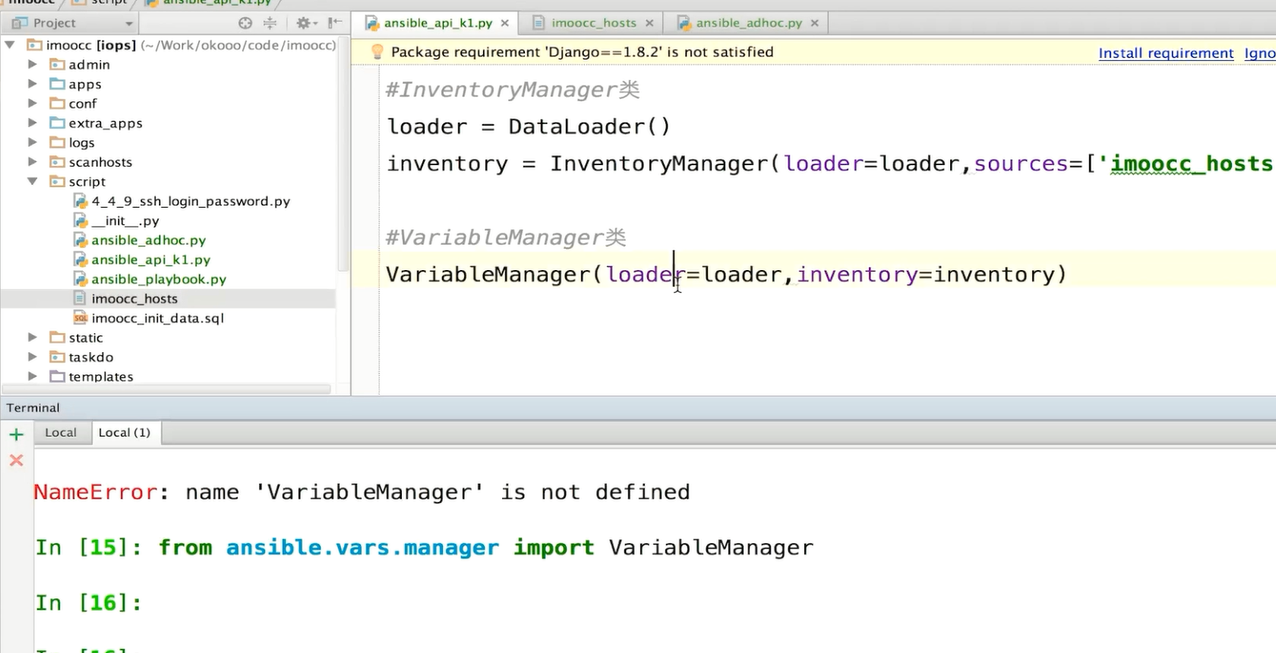 imoocc script ansible_api_k1.py
Project
ansible_api_k1.py × imoocc_hosts × ansible_adhoc.py ×
imoocc [iops] (~/Work/okooo/code/imoocc)
admin
apps
conf
extra_apps
logs
scanhosts
script
4_4_9_ssh_login_password.py
__init__.py
ansible_adhoc.py
ansible_api_k1.py
ansible_playbook.py
imoocc_hosts
imoocc_init_data.sql
static
taskdo
templates
Package requirement 'Django==1.8.2' is not satisfied
Install requirement Igno
#InventoryManager类
loader = DataLoader()
inventory = InventoryManager(loader=loader,sources=['imoocc_hosts
#VariableManager类
VariableManager(loader=loader,inventory=inventory)
Terminal
Local Local (1)
NameError: name 'VariableManager' is not defined
In [15]: from ansible.vars.manager import VariableManager
In [16]:
In [16]: